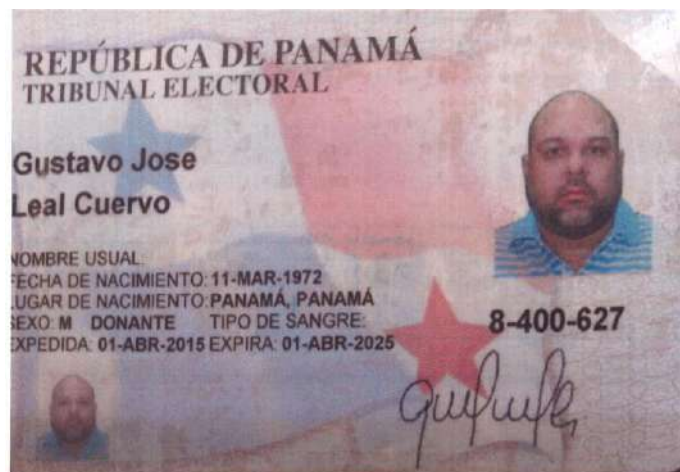 REPÚBLICA DE PANAMÁ
TRIBUNAL ELECTORAL
Gustavo Jose
Leal Cuervo
NOMBRE USUAL:
FECHA DE NACIMIENTO: 11-MAR-1972
LUGAR DE NACIMIENTO: PANAMÁ, PANAMÁ
SEXO: M DONANTE TIPO DE SANGRE:
EXPEDIDA: 01-ABR-2015 EXPIRA: 01-ABR-2025
8-400-627